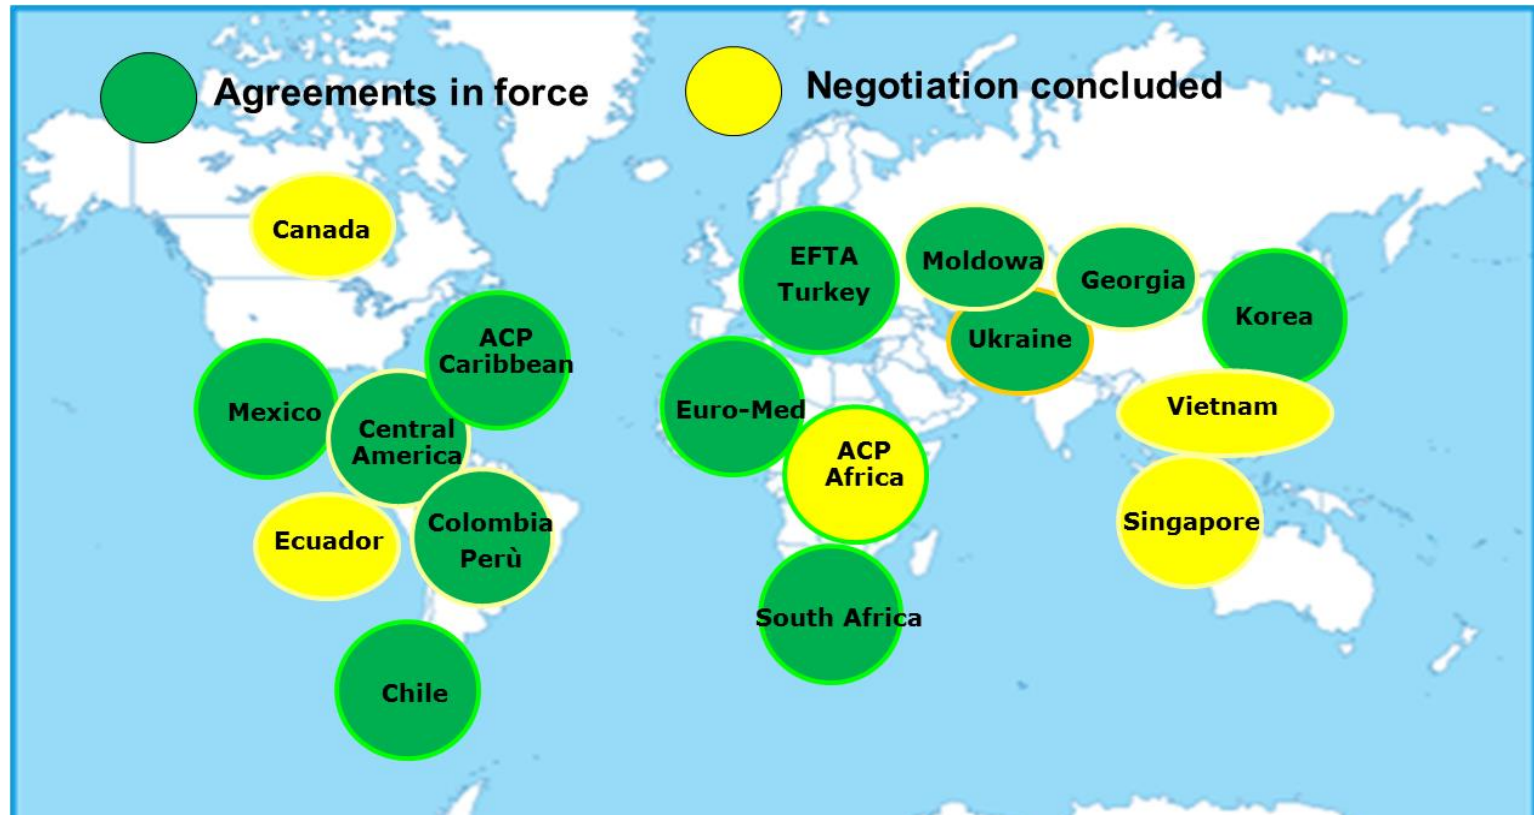 Agreements in force
Negotiation concluded
Canada
EFTA
Turkey
Moldowa
Georgia
Korea
Ukraine
ACP
Caribbean
Mexico
Central
America
Euro-Med
Vietnam
ACP
Africa
Ecuador
Colombia
Perù
Singapore
South Africa
Chile